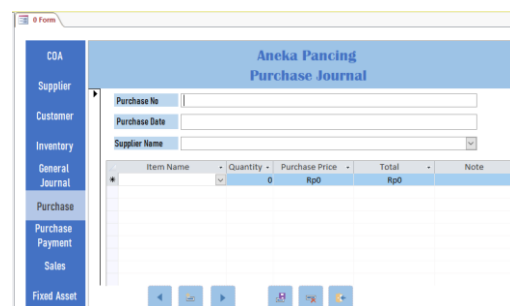 0 Form
COA
Supplier
Customer
Inventory
General
Journal
Purchase
Purchase
Payment
Sales
Fixed Asset
Aneka Pancing
Purchase Journal
Purchase No
Purchase Date
Supplier Name
Item Name Quantity Purchase Price Total Note
0 Rp0 Rp0